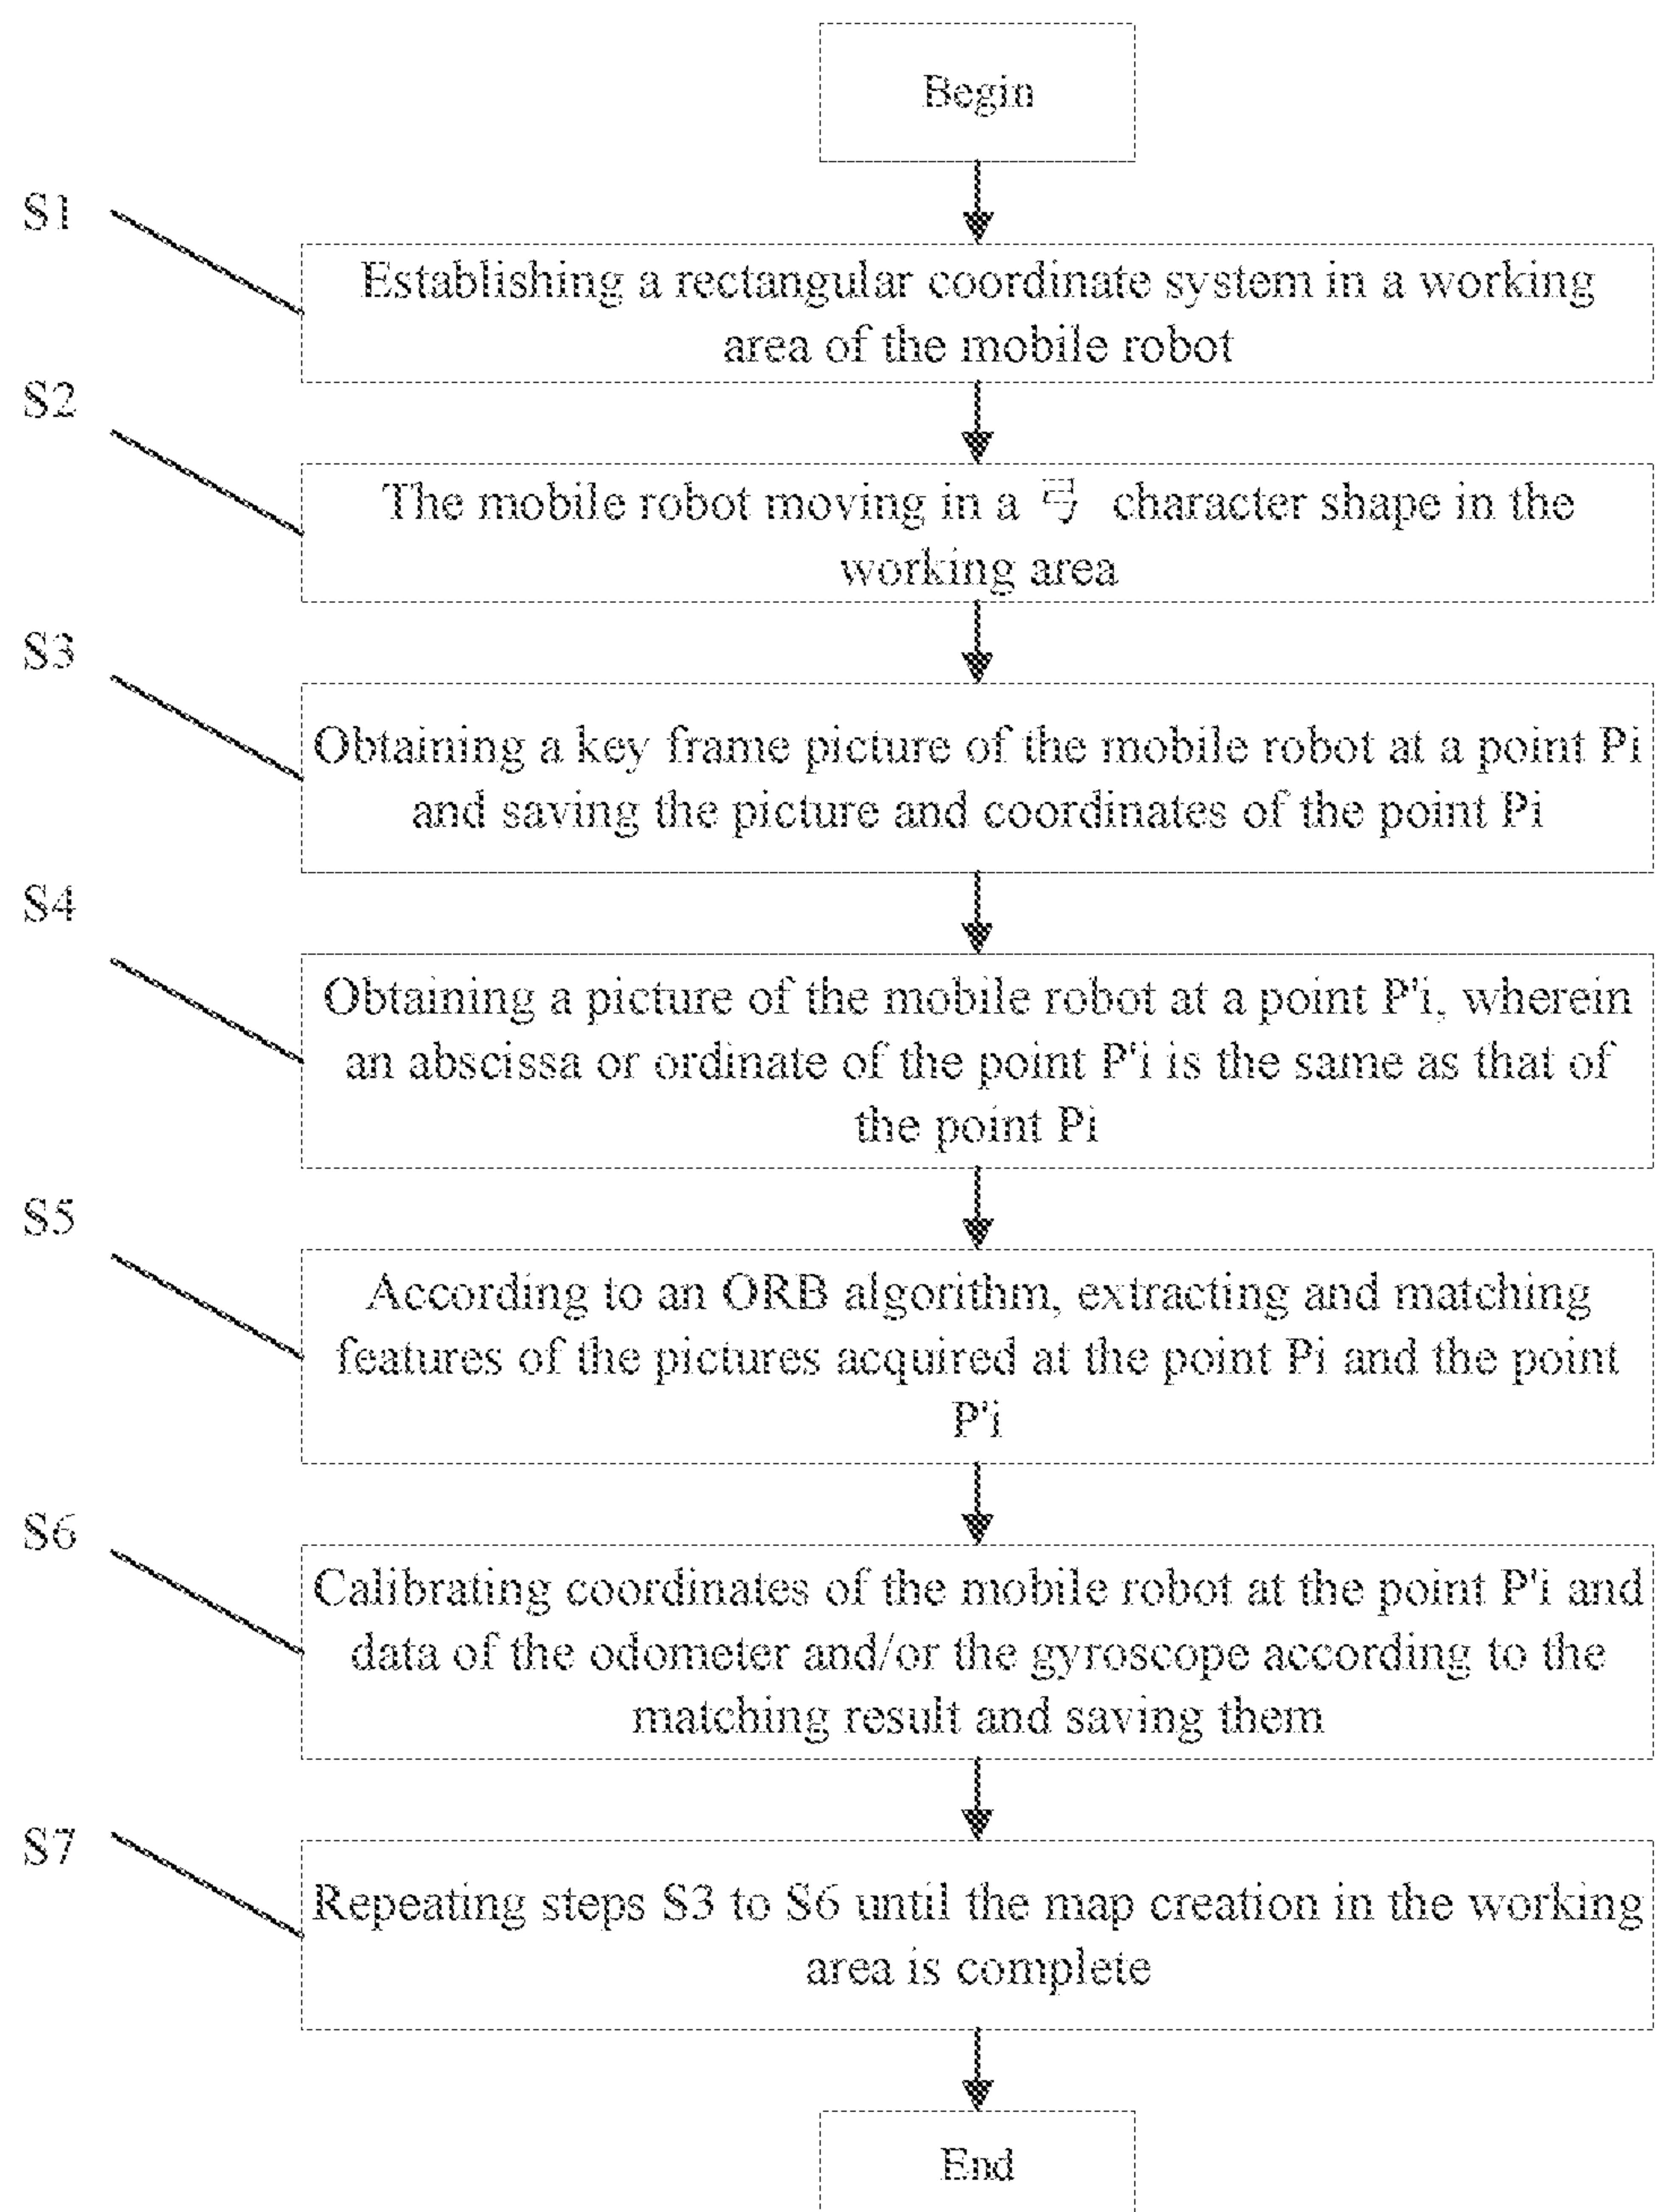 Begin
S1
Establishing a rectangular coordinate system in a working
area of the mobile robot
S2
The mobile robot moving in a 弓 character shape in the
working area
S3
Obtaining a key frame picture of the mobile robot at a point Pi
and saving the picture and coordinates of the point Pi
S4
Obtaining a picture of the mobile robot at a point P'i, wherein
an abscissa or ordinate of the point P'i is the same as that of
the point Pi
S5
According to an ORB algorithm, extracting and matching
features of the pictures acquired at the point Pi and the point
P'i
S6
Calibrating coordinates of the mobile robot at the point P'i and
data of the odometer and/or the gyroscope according to the
matching result and saving them
S7
Repeating steps S3 to S6 until the map creation in the working
area is complete
End